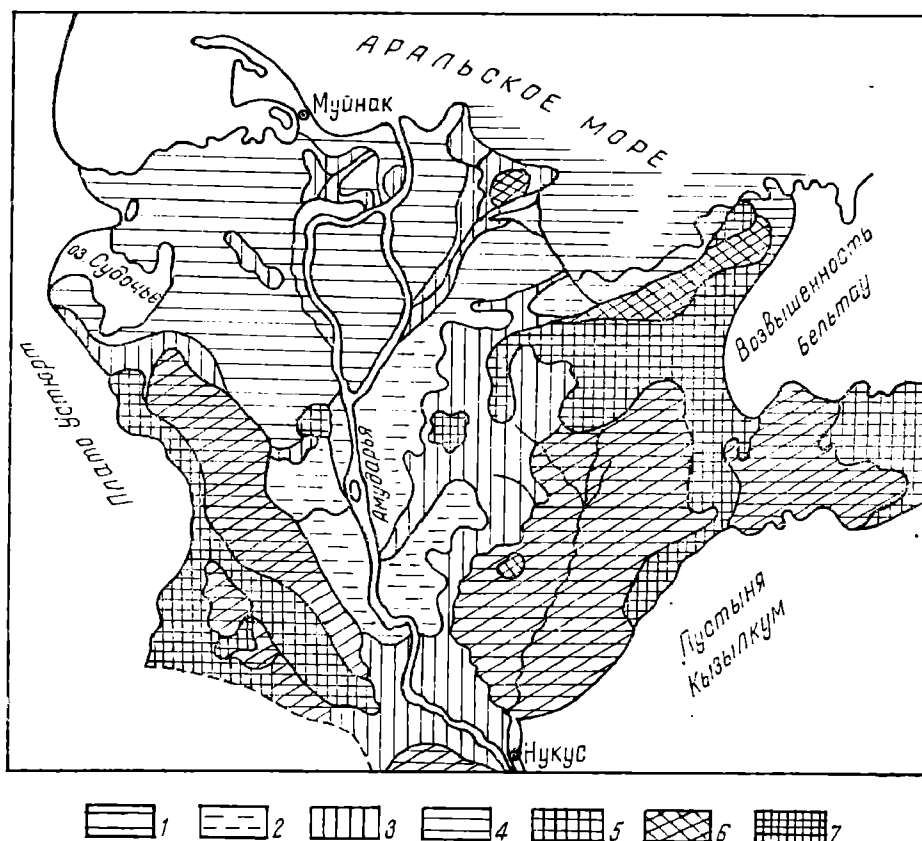 АРАЛЬСКОЕ МОРЕ
Муйнак
оз Судочье
Возвышенность
Бельтау
Плато Устюрт
Амударья
Пустыня
Кызылкум
Нукус
1 2 3 4 5 6 7